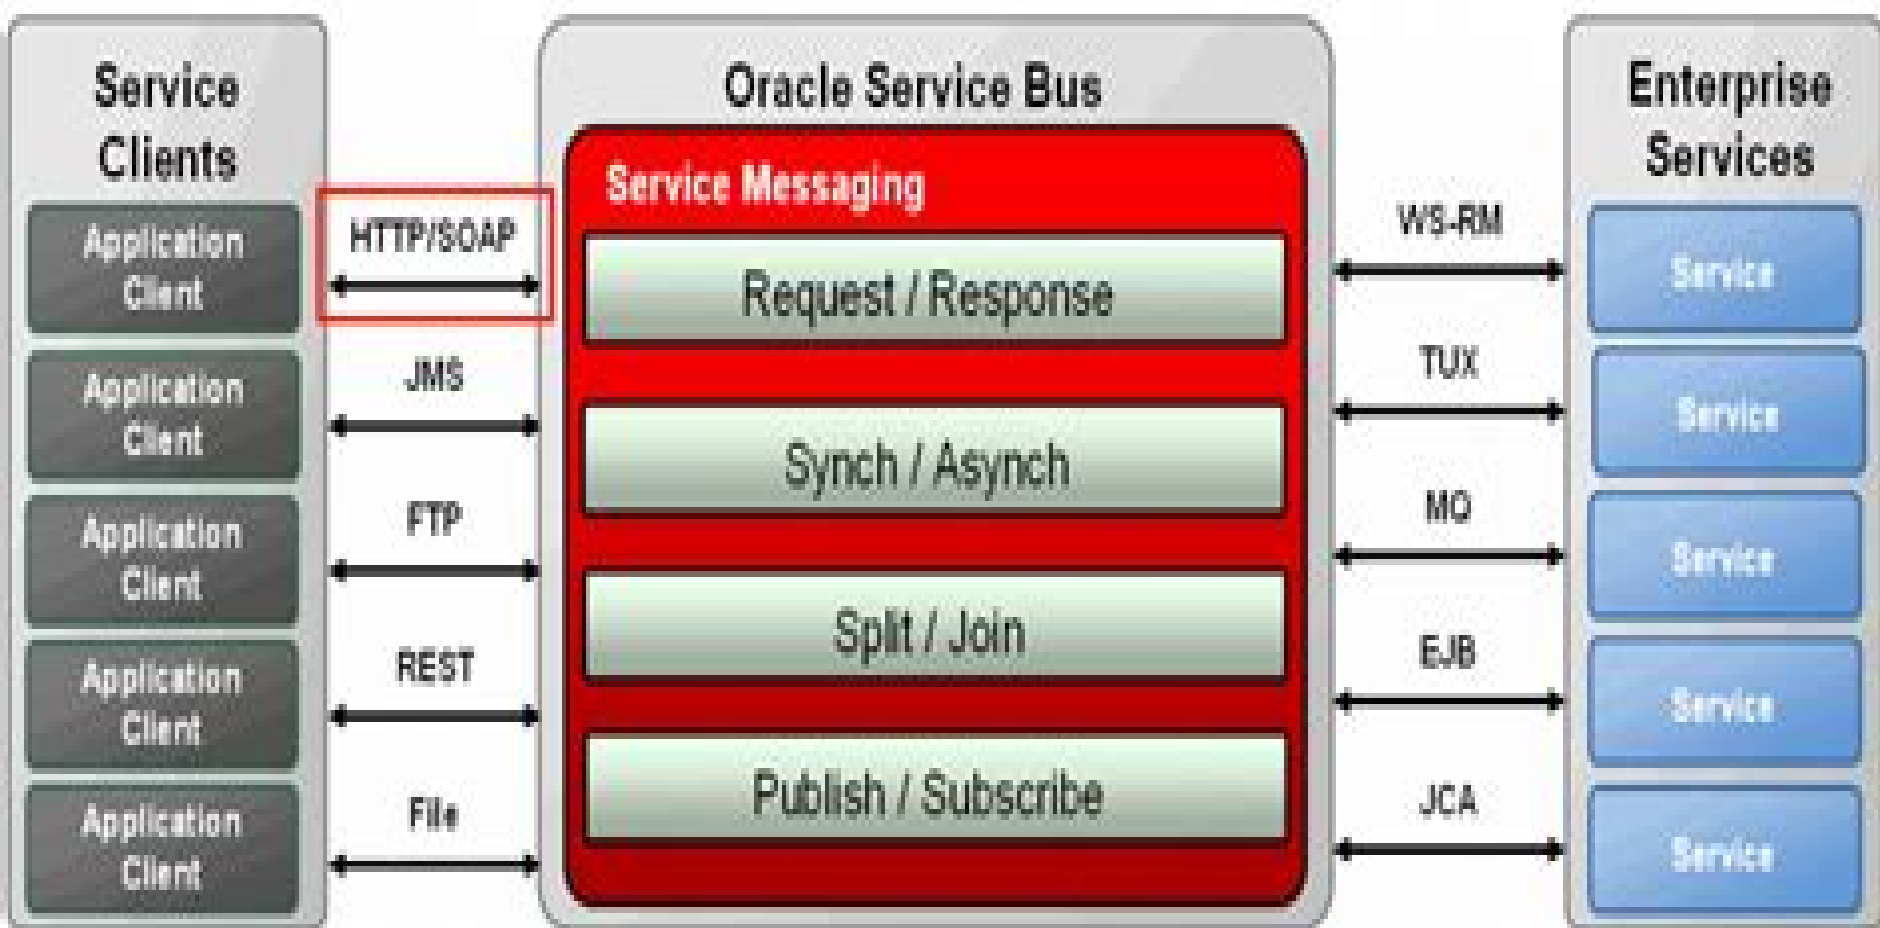 Service
Clients
Application
Client
Application
Client
Application
Client
Application
Client
Application
Client
HTTP/SOAP
JMS
FTP
REST
File
Oracle Service Bus
Service Messaging
Request / Response
Synch / Asynch
Split / Join
Publish / Subscribe
WS-RM
TUX
MQ
EJB
JCA
Enterprise
Services
Service
Service
Service
Service
Service